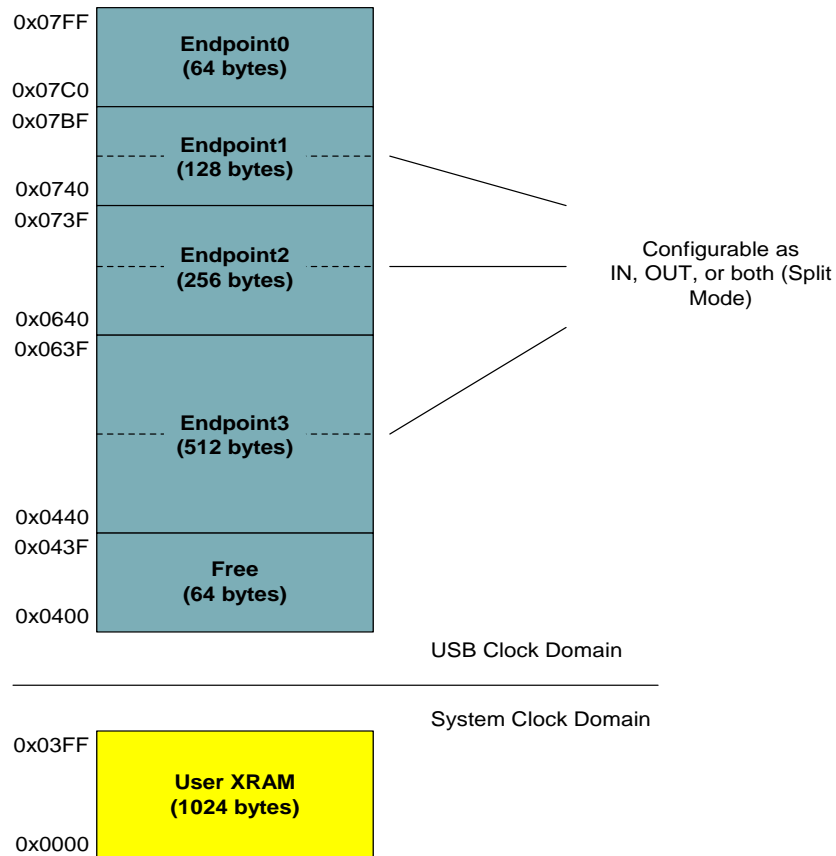 0x07FF
Endpoint0
(64 bytes)
0x07C0
0x07BF
Endpoint1
(128 bytes)
0x0740
0x073F
Endpoint2
(256 bytes)
Configurable as
IN, OUT, or both (Split
Mode)
0x0640
0x063F
Endpoint3
(512 bytes)
0x0440
0x043F
Free
(64 bytes)
0x0400
USB Clock Domain
System Clock Domain
0x03FF
User XRAM
(1024 bytes)
0x0000